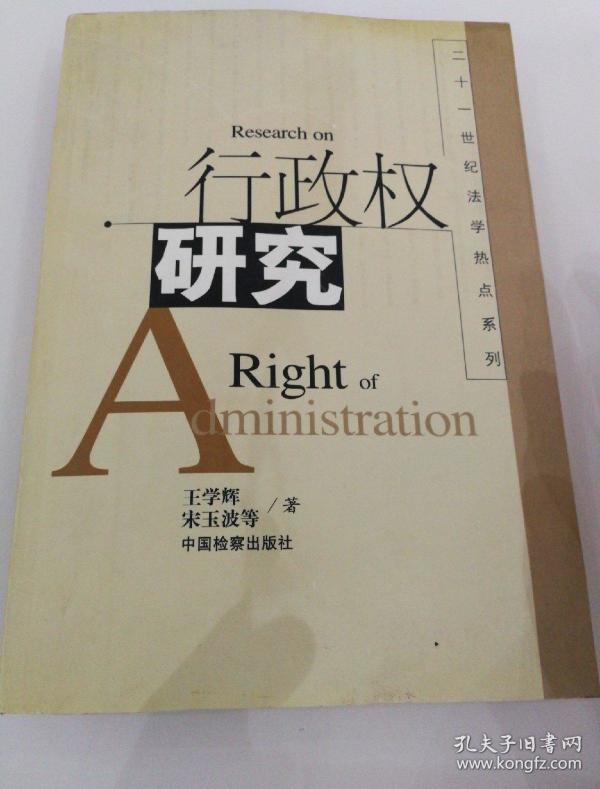 二十一世纪法学热点系列
Research on
行政权
研究
Right of
Administration
王学辉
宋玉波等/著
中国检察出版社
孔夫子旧书网
www.kongfz.com